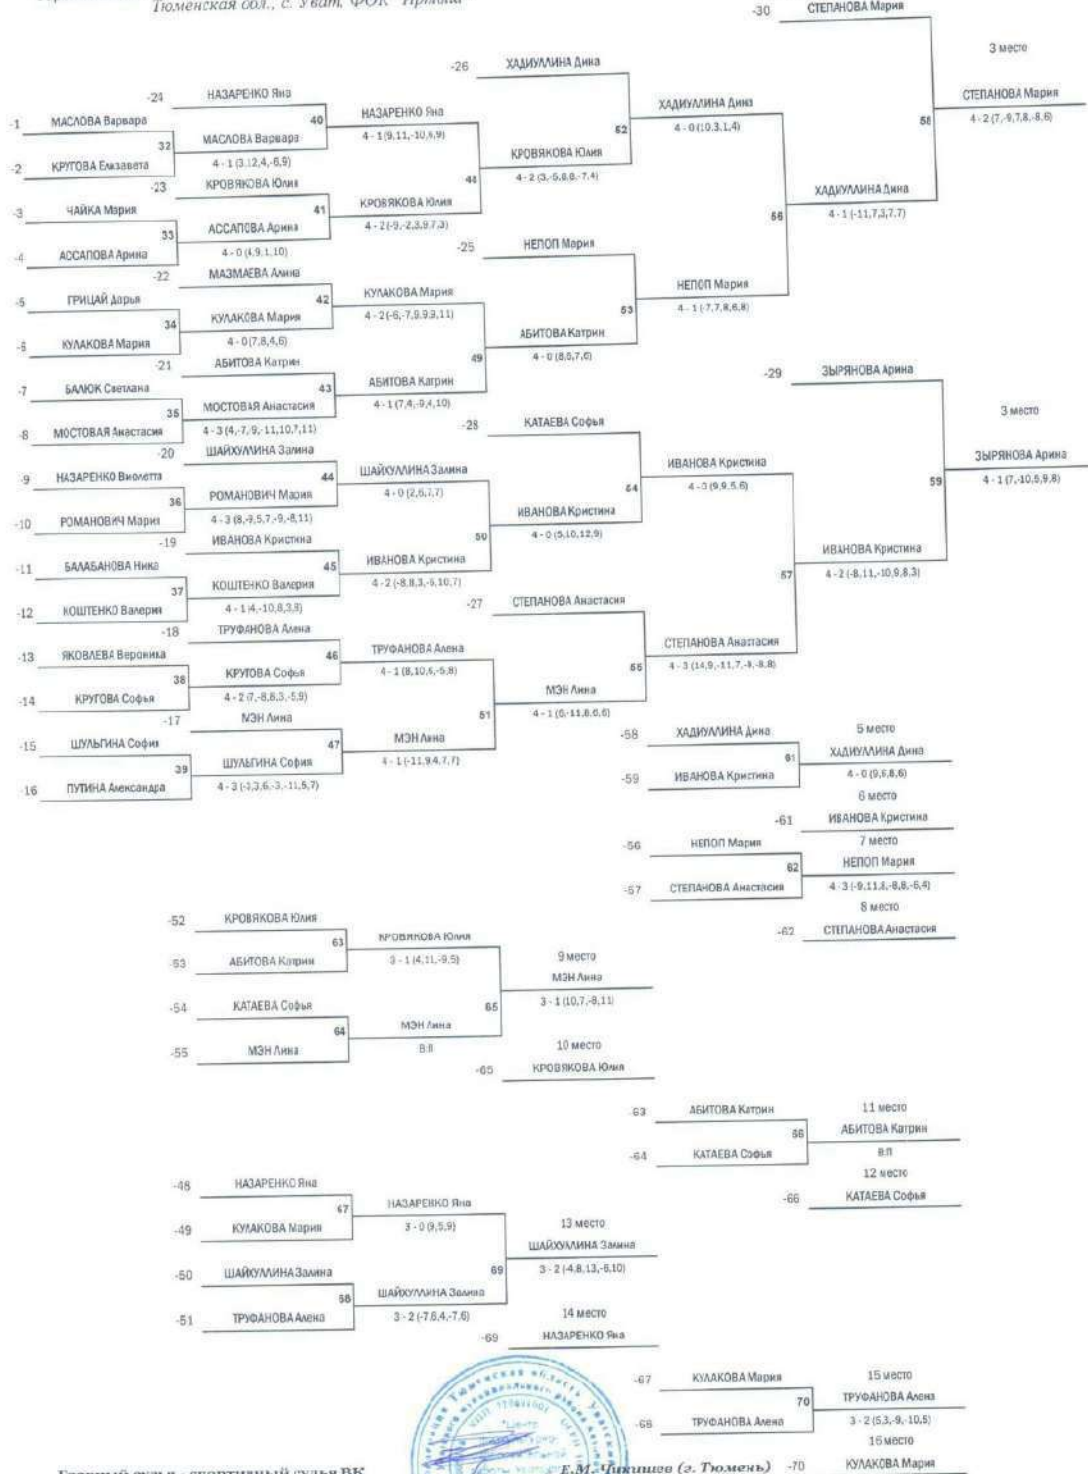 Тюменская обл., с. Уват, ФОК "Иртыш"
-30 СТЕПАНОВА Мария
3 место
58 СТЕПАНОВА Мария
4 - 2 (7,-9,7,8,-8,6)
-26 ХАДИУЛЛИНА Дина
52 ХАДИУЛЛИНА Дина
4 - 0 (10,3,1,4)
КРОВЯКОВА Юлия
4 - 2 (3,-5,8,8,-7,4)
56 ХАДИУЛЛИНА Дина
4 - 1 (-11,7,3,7,7)
-25 НЕПОП Мария
53 НЕПОП Мария
4 - 1 (-7,7,8,6,8)
АБИТОВА Катрин
4 - 0 (8,5,7,6)
-24 НАЗАРЕНКО Яна
40 НАЗАРЕНКО Яна
4 - 1 (9,11,-10,6,9)
-1 МАСЛОВА Варвара
32 МАСЛОВА Варвара
4 - 1 (3,12,4,-6,9)
-2 КРУГОВА Елизавета
-23 КРОВЯКОВА Юлия
41 КРОВЯКОВА Юлия
4 - 2 (-9,-2,3,9,7,3)
-3 ЧАЙКА Мария
33 АССАПОВА Арина
4 - 0 (4,9,1,10)
-4 АССАПОВА Арина
-22 МАЗМАЕВА Алина
42 КУЛАКОВА Мария
4 - 2 (-6,-7,9,9,9,11)
-5 ГРИЦАЙ Дарья
34 КУЛАКОВА Мария
4 - 0 (7,8,4,6)
-6 КУЛАКОВА Мария
49
-21 АБИТОВА Катрин
43 АБИТОВА Катрин
4 - 1 (7,4,-9,4,10)
-7 БАЛЮК Светлана
35 МОСТОВАЯ Анастасия
4 - 3 (4,-7,9,-11,10,7,11)
-8 МОСТОВАЯ Анастасия
-29 ЗЫРЯНОВА Арина
3 место
59 ЗЫРЯНОВА Арина
4 - 1 (7,-10,5,9,8)
-28 КАТАЕВА Софья
54 ИВАНОВА Кристина
4 - 0 (9,9,5,6)
-20 ШАЙХУЛЛИНА Залина
44 ШАЙХУЛЛИНА Залина
4 - 0 (2,6,7,7)
-9 НАЗАРЕНКО Виолетта
36 РОМАНОВИЧ Мария
4 - 3 (8,-9,5,7,-9,-8,11)
-10 РОМАНОВИЧ Мария
50 ИВАНОВА Кристина
4 - 0 (5,10,12,9)
-19 ИВАНОВА Кристина
45 ИВАНОВА Кристина
4 - 2 (-8,8,3,-5,10,7)
57 ИВАНОВА Кристина
4 - 2 (-8,11,-10,9,8,3)
-11 БАЛАБАНОВА Ника
37 КОШТЕНКО Валерия
4 - 1 (4,-10,8,3,8)
-12 КОШТЕНКО Валерия
-27 СТЕПАНОВА Анастасия
55 СТЕПАНОВА Анастасия
4 - 3 (14,9,-11,7,-9,-8,8)
-18 ТРУФАНОВА Алена
46 ТРУФАНОВА Алена
4 - 1 (8,10,6,-5,8)
-13 ЯКОВЛЕВА Вероника
38 КРУГОВА Софья
4 - 2 (7,-8,8,3,-5,9)
-14 КРУГОВА Софья
51 МЭН Лина
4 - 1 (6,-11,8,6,6)
-17 МЭН Лина
47 МЭН Лина
4 - 1 (-11,9,4,7,7)
-15 ШУЛЬГИНА София
39 ШУЛЬГИНА София
4 - 3 (-3,3,6,-3,-11,5,7)
-16 ПУТИНА Александра
-58 ХАДИУЛЛИНА Дина
5 место
61 ХАДИУЛЛИНА Дина
4 - 0 (9,6,8,6)
-59 ИВАНОВА Кристина
6 место
-61 ИВАНОВА Кристина
-56 НЕПОП Мария
7 место
62 НЕПОП Мария
4 - 3 (-9,11,8,-8,8,-6,4)
-57 СТЕПАНОВА Анастасия
8 место
-62 СТЕПАНОВА Анастасия
-52 КРОВЯКОВА Юлия
63 КРОВЯКОВА Юлия
3 - 1 (4,11,-9,5)
-53 АБИТОВА Катрин
9 место
65 МЭН Лина
3 - 1 (10,7,-8,11)
-54 КАТАЕВА Софья
64 МЭН Лина
В:П
-55 МЭН Лина
10 место
-65 КРОВЯКОВА Юлия
-63 АБИТОВА Катрин
11 место
66 АБИТОВА Катрин
В:П
-64 КАТАЕВА Софья
12 место
-66 КАТАЕВА Софья
-48 НАЗАРЕНКО Яна
67 НАЗАРЕНКО Яна
3 - 0 (9,5,9)
-49 КУЛАКОВА Мария
13 место
69 ШАЙХУЛЛИНА Залина
3 - 2 (-4,8,13,-6,10)
-50 ШАЙХУЛЛИНА Залина
68 ШАЙХУЛЛИНА Залина
3 - 2 (-7,6,4,-7,6)
-51 ТРУФАНОВА Алена
14 место
-69 НАЗАРЕНКО Яна
-67 КУЛАКОВА Мария
15 место
70 ТРУФАНОВА Алена
3 - 2 (5,3,-9,-10,5)
-68 ТРУФАНОВА Алена
16 место
-70 КУЛАКОВА Мария
Главный судья - спортивный судья ВК
Е.М. Чикишев (г. Тюмень)